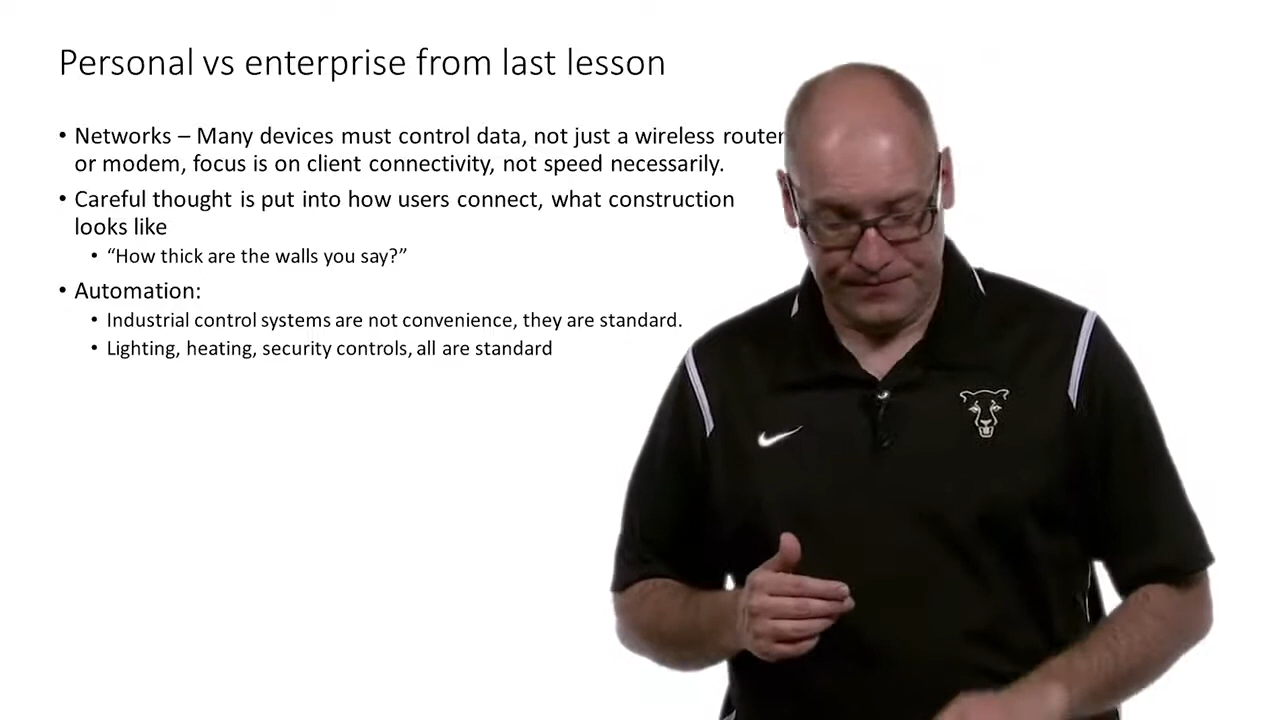 Personal vs enterprise from last lesson
• Networks – Many devices must control data, not just a wireless router
or modem, focus is on client connectivity, not speed necessarily.
• Careful thought is put into how users connect, what construction
looks like
• “How thick are the walls you say?”
• Automation:
• Industrial control systems are not convenience, they are standard.
• Lighting, heating, security controls, all are standard